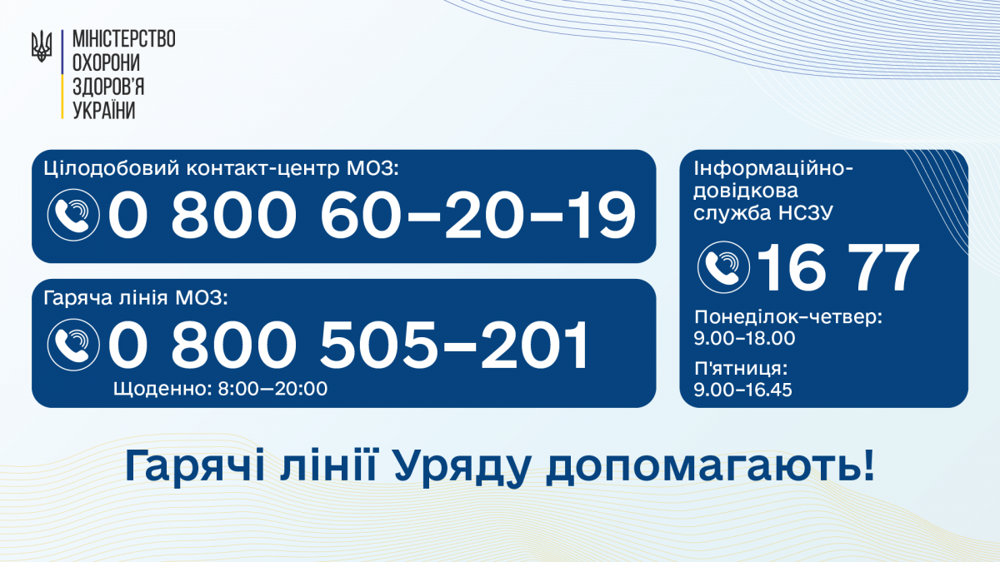 МІНІСТЕРСТВО
ОХОРОНИ
ЗДОРОВ'Я
УКРАЇНИ
Цілодобовий контакт-центр МОЗ:
0 800 60–20–19
Гаряча лінія МОЗ:
0 800 505–201
Щоденно: 8:00—20:00
Інформаційно-
довідкова
служба НСЗУ
16 77
Понеділок–четвер:
9.00–18.00
П'ятниця:
9.00–16.45
Гарячі лінії Уряду допомагають!